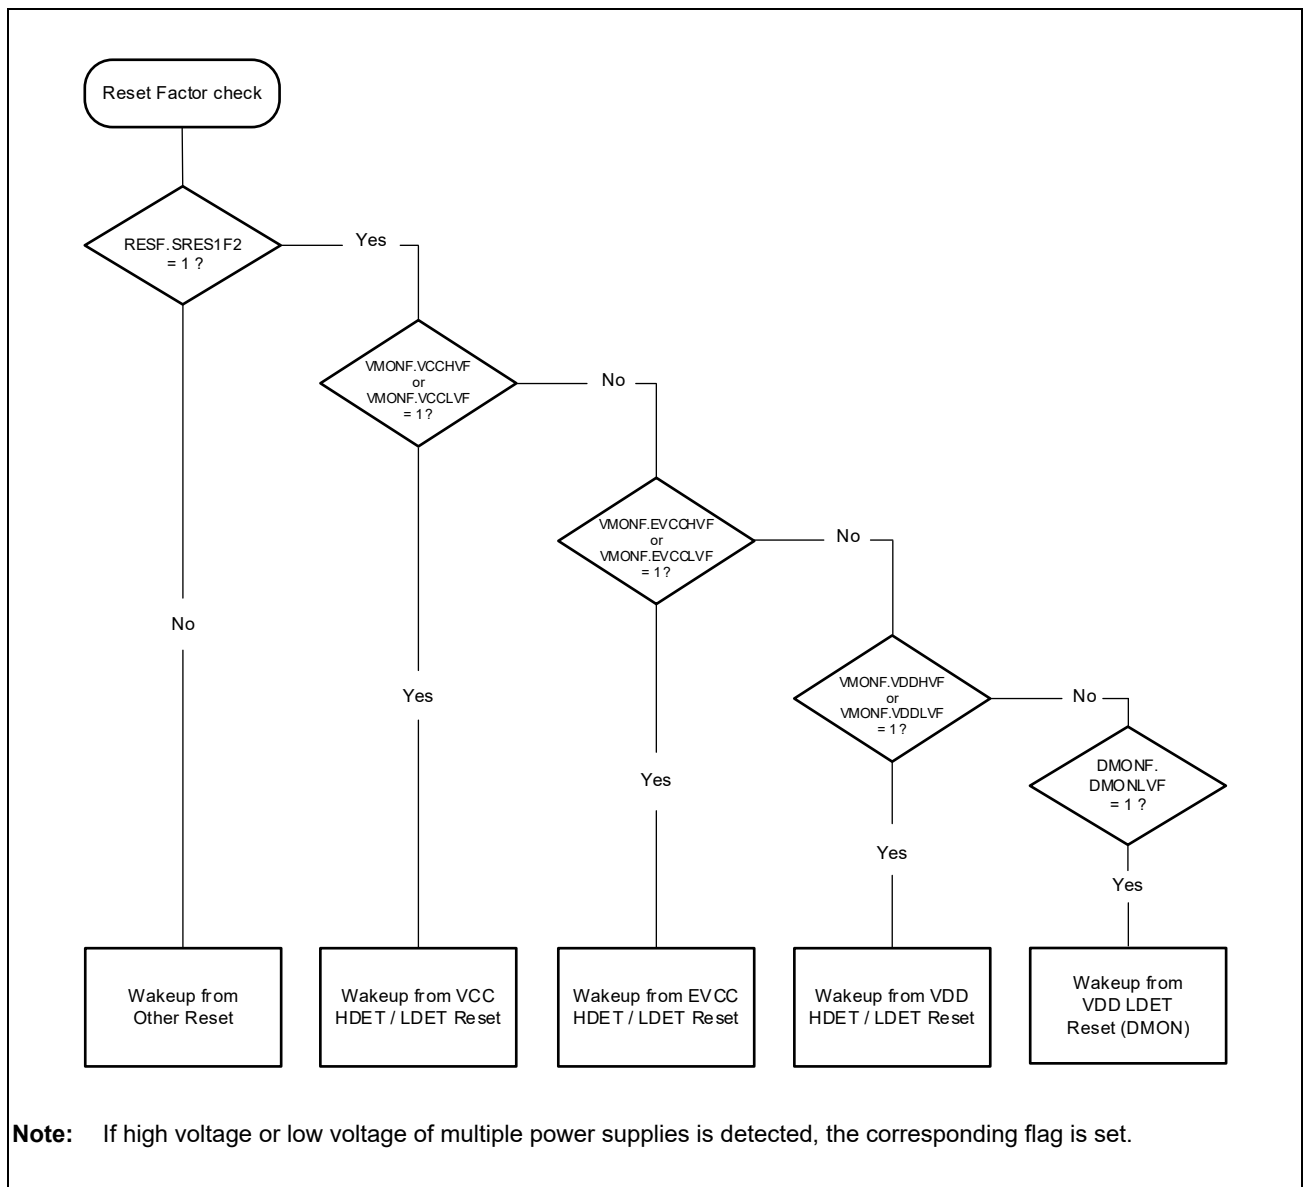 Reset Factor check
RESF.SRES1F2
= 1 ?
Yes
VMONF.VCCHVF
or
VMONF.VCCLVF
= 1 ?
No
VMONF.EVCCHVF
or
VMONF.EVCCLVF
= 1 ?
No
No
Yes
VMONF.VDDHVF
or
VMONF.VDDLVF
= 1 ?
No
Yes
DMONF.
DMONLVF
= 1 ?
Yes
Yes
Wakeup from
Other Reset
Wakeup from VCC
HDET / LDET Reset
Wakeup from EVCC
HDET / LDET Reset
Wakeup from VDD
HDET / LDET Reset
Wakeup from
VDD LDET
Reset (DMON)
Note: If high voltage or low voltage of multiple power supplies is detected, the corresponding flag is set.